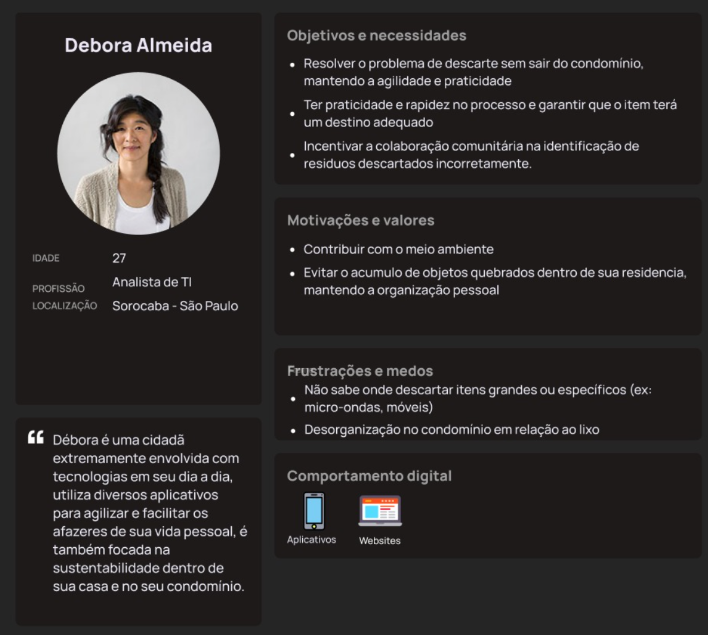 Debora Almeida
IDADE 27
PROFISSÃO Analista de TI
LOCALIZAÇÃO Sorocaba - São Paulo
“
Débora é uma cidadã
extremamente envolvida com
tecnologias em seu dia a dia,
utiliza diversos aplicativos
para agilizar e facilitar os
afazeres de sua vida pessoal, é
também focada na
sustentabilidade dentro de
sua casa e no seu condomínio.
Objetivos e necessidades
• Resolver o problema de descarte sem sair do condomínio,
mantendo a agilidade e praticidade
• Ter praticidade e rapidez no processo e garantir que o item terá
um destino adequado
• Incentivar a colaboração comunitária na identificação de
residuos descartados incorretamente.
Motivações e valores
• Contribuir com o meio ambiente
• Evitar o acumulo de objetos quebrados dentro de sua residencia,
mantendo a organização pessoal
Frustrações e medos
• Não sabe onde descartar itens grandes ou específicos (ex:
micro-ondas, móveis)
• Desorganização no condomínio em relação ao lixo
Comportamento digital
Aplicativos
Websites